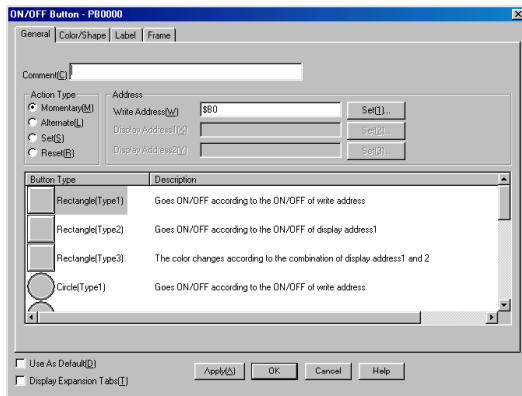 ON/OFF Button - PB0000
General Color/Shape Label Frame
Comment(C)
Action Type
Momentary(M)
Alternate(L)
Set(S)
Reset(R)
Address
Write Address(W) $B0 Set(1)...
Display Address1(X) Set(2)...
Display Address2(Y) Set(3)...
Button Type Description
Rectangle(Type1) Goes ON/OFF according to the ON/OFF of write address
Rectangle(Type2) Goes ON/OFF according to the ON/OFF of display address1
Rectangle(Type3) The color changes according to the combination of display address1 and 2
Circle(Type1) Goes ON/OFF according to the ON/OFF of write address
Use As Default(D)
Display Expansion Tabs(T)
Apply(A) OK Cancel Help